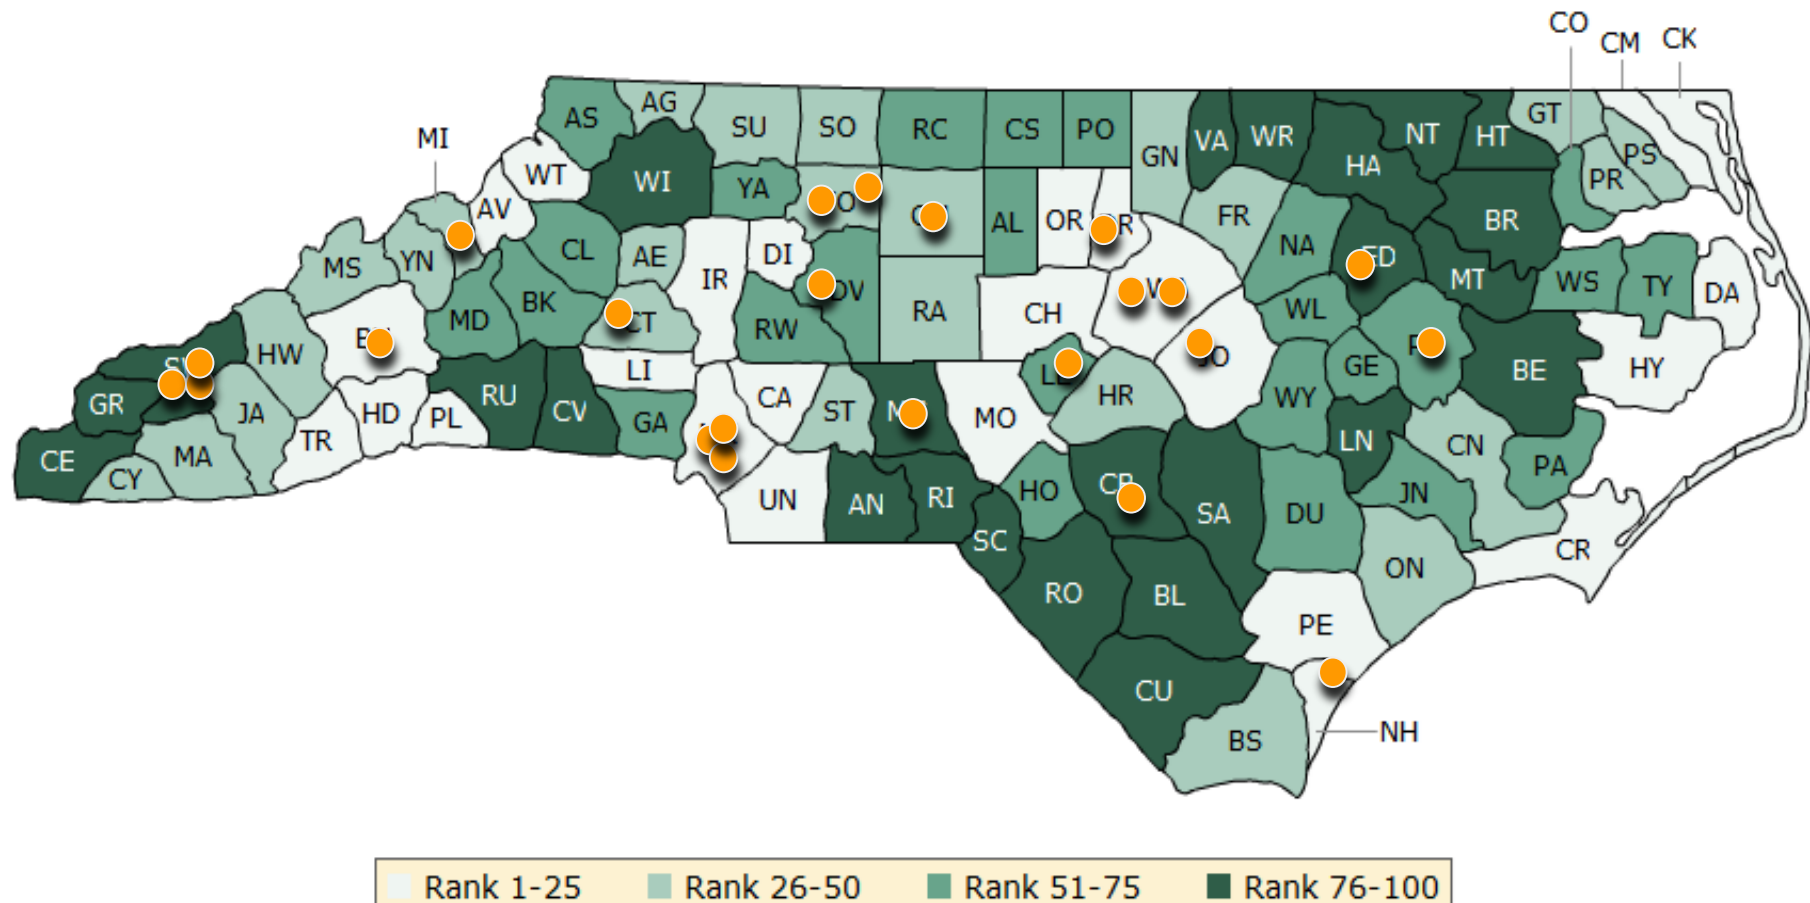 CO
CM
CK
MI
AS
AG
SU
SO
RC
CS
PO
GN
VA
WR
NT
HT
GT
HA
PS
PR
WT
WI
YA
AV
OR
AL
FR
BR
NA
MS
YN
CL
AE
IR
DI
MT
WS
TY
DA
MD
BK
RW
RA
CH
WL
HW
LI
GE
BE
HY
GR
JA
TR
HD
PL
RU
CV
GA
CA
ST
MO
HR
WY
LN
CN
PA
CE
CY
MA
UN
AN
RI
SC
HO
SA
DU
JN
CR
RO
BL
ON
PE
CU
BS
NH
Rank 1-25 Rank 26-50 Rank 51-75 Rank 76-100